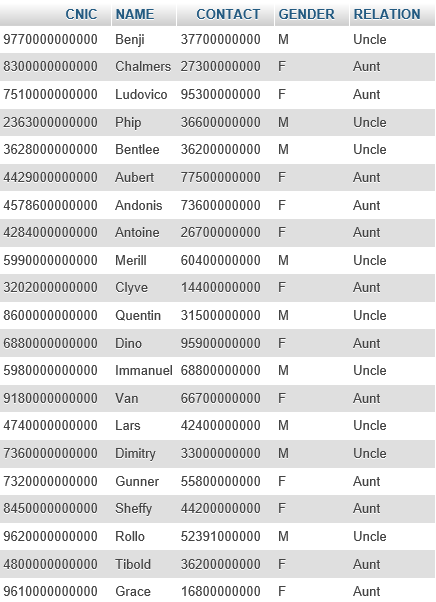 CNIC NAME CONTACT GENDER RELATION
9770000000000 Benji 37700000000 M Uncle
8300000000000 Chalmers 27300000000 F Aunt
7510000000000 Ludovico 95300000000 F Aunt
2363000000000 Phip 36600000000 M Uncle
3628000000000 Bentlee 36200000000 M Uncle
4429000000000 Aubert 77500000000 F Aunt
4578600000000 Andonis 73600000000 F Aunt
4284000000000 Antoine 26700000000 F Aunt
5990000000000 Merill 60400000000 M Uncle
3202000000000 Clyve 14400000000 F Aunt
8600000000000 Quentin 31500000000 M Uncle
6880000000000 Dino 95900000000 F Aunt
5980000000000 Immanuel 68800000000 M Uncle
9180000000000 Van 66700000000 F Aunt
4740000000000 Lars 42400000000 M Uncle
7360000000000 Dimitry 33000000000 M Uncle
7320000000000 Gunner 55800000000 F Aunt
8450000000000 Sheffy 44200000000 F Aunt
9620000000000 Rollo 52391000000 M Uncle
4800000000000 Tibold 36200000000 F Aunt
9610000000000 Grace 16800000000 F Aunt